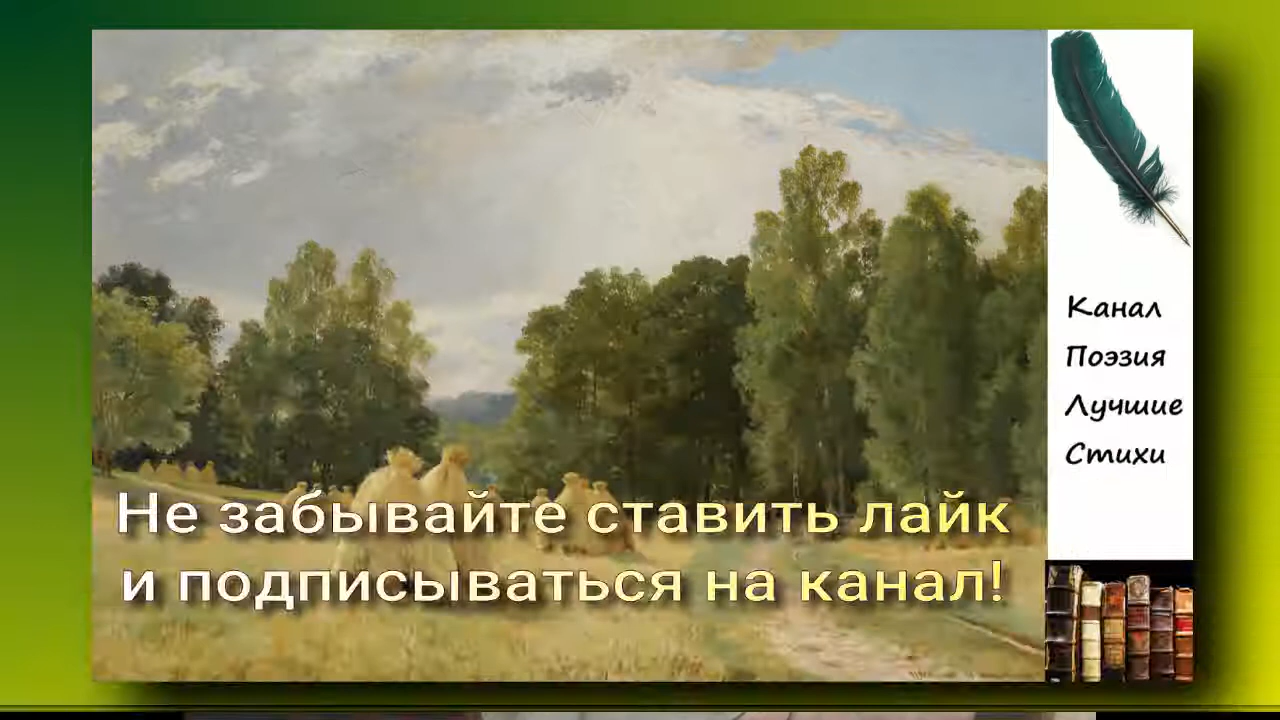 Не забывайте ставить лайк
и подписываться на канал!
Канал
Поэзия
Лучшие
Стихи